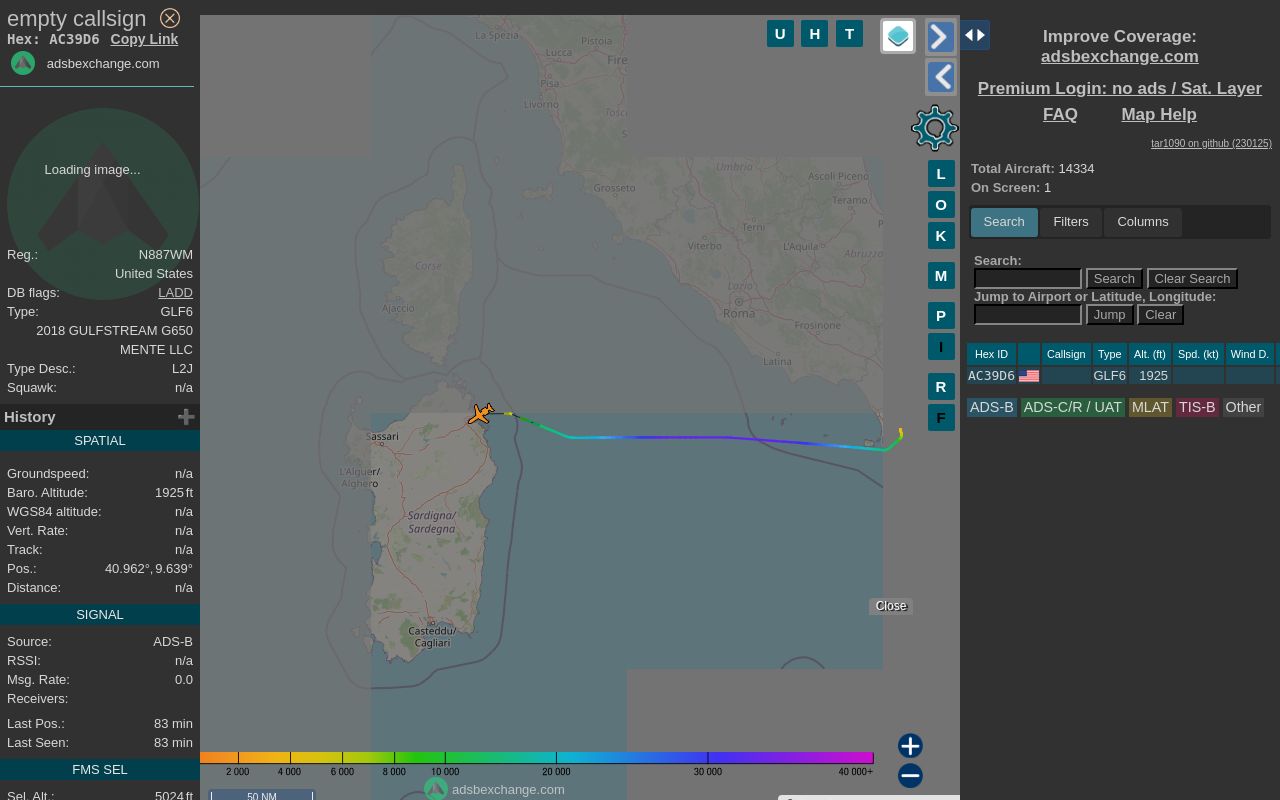 empty callsign
Hex: AC39D6 Copy Link
adsbexchange.com
Loading image...
Reg.: N887WM
United States
DB flags: LADD
Type: GLF6
2018 GULFSTREAM G650
MENTE LLC
Type Desc.: L2J
Squawk: n/a
History
SPATIAL
Groundspeed: n/a
Baro. Altitude: 1925 ft
WGS84 altitude: n/a
Vert. Rate: n/a
Track: n/a
Pos.: 40.962°, 9.639°
Distance: n/a
SIGNAL
Source: ADS-B
RSSI: n/a
Msg. Rate: 0.0
Receivers:
Last Pos.: 83 min
Last Seen: 83 min
FMS SEL
Sel. Alt.: 5024 ft
La Spezia
Pistoia
Lucca
Fire
Pisa
Livorno
Tosc
S
Umbria
Grosseto
Ascoli Piceno
Teramo
P
Terni
Viterbo
L'Aquila
Abruzzo
Corse
Lazio
Ajaccio
Roma
Frosinone
Latina
Sassari
L'Alguer/
Alghero
Sardigna/
Sardegna
Casteddu/
Cagliari
U H T
L
O
K
M
P
I
R
F
Close
2 000 4 000 6 000 8 000 10 000 20 000 30 000 40 000+
adsbexchange.com
50 NM
Improve Coverage:
adsbexchange.com
Premium Login: no ads / Sat. Layer
FAQ Map Help
tar1090 on github (230125)
Total Aircraft: 14334
On Screen: 1
Search Filters Columns
Search:
Search Clear Search
Jump to Airport or Latitude, Longitude:
Jump Clear
Hex ID Callsign Type Alt. (ft) Spd. (kt) Wind D.
AC39D6 GLF6 1925
ADS-B ADS-C/R / UAT MLAT TIS-B Other